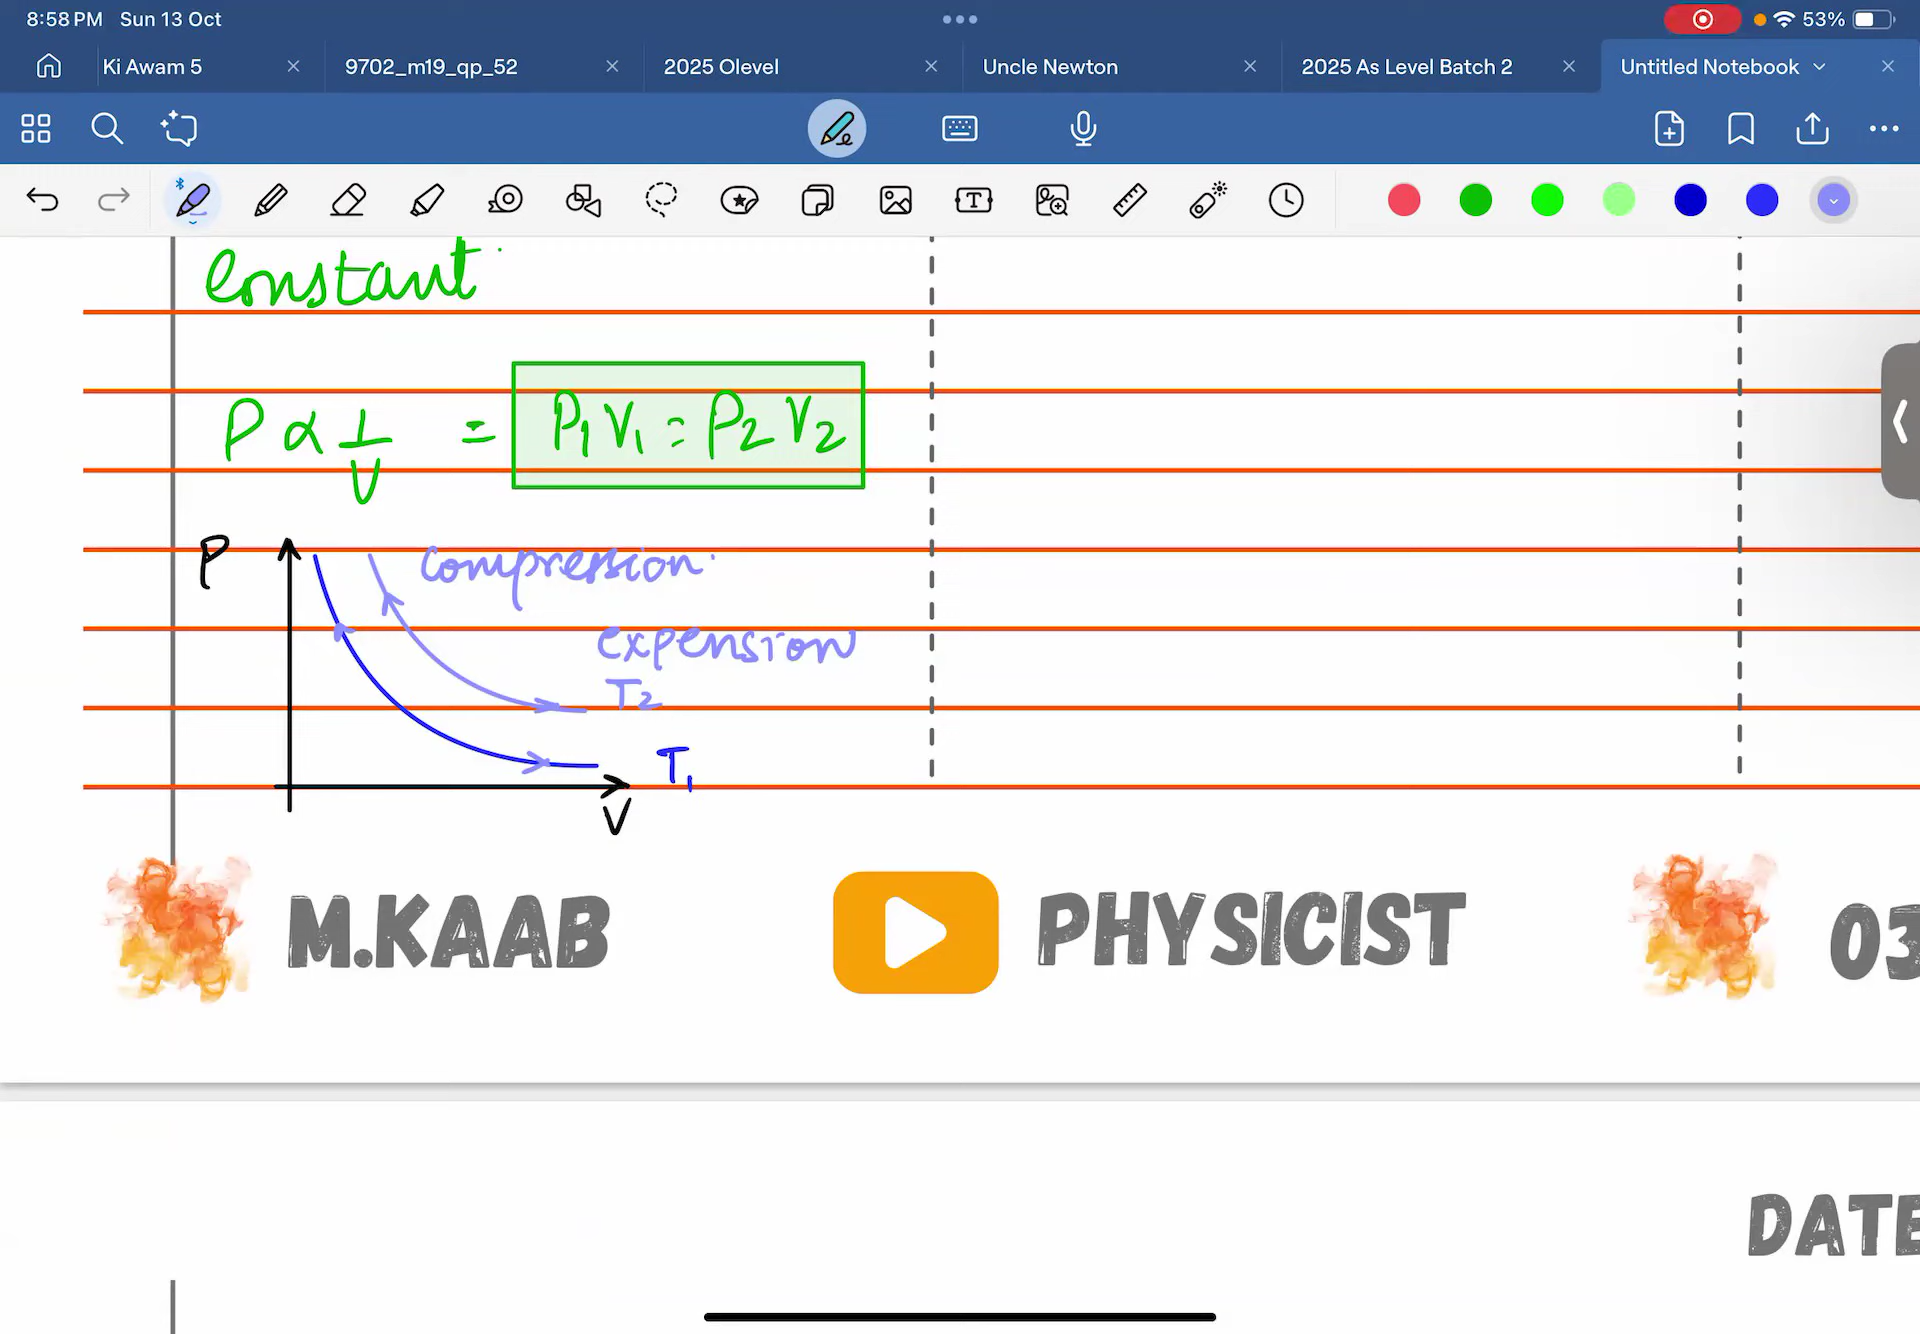 8:58 PM Sun 13 Oct 53%
Ki Awam 5 9702_m19_qp_52 2025 Olevel Uncle Newton 2025 As Level Batch 2 Untitled Notebook
Constant
P ∝ 1/V = P₁V₁ = P₂V₂
P
compression
expension
T₂
T₁
V
M.KAAB PHYSICIST 03
DATE